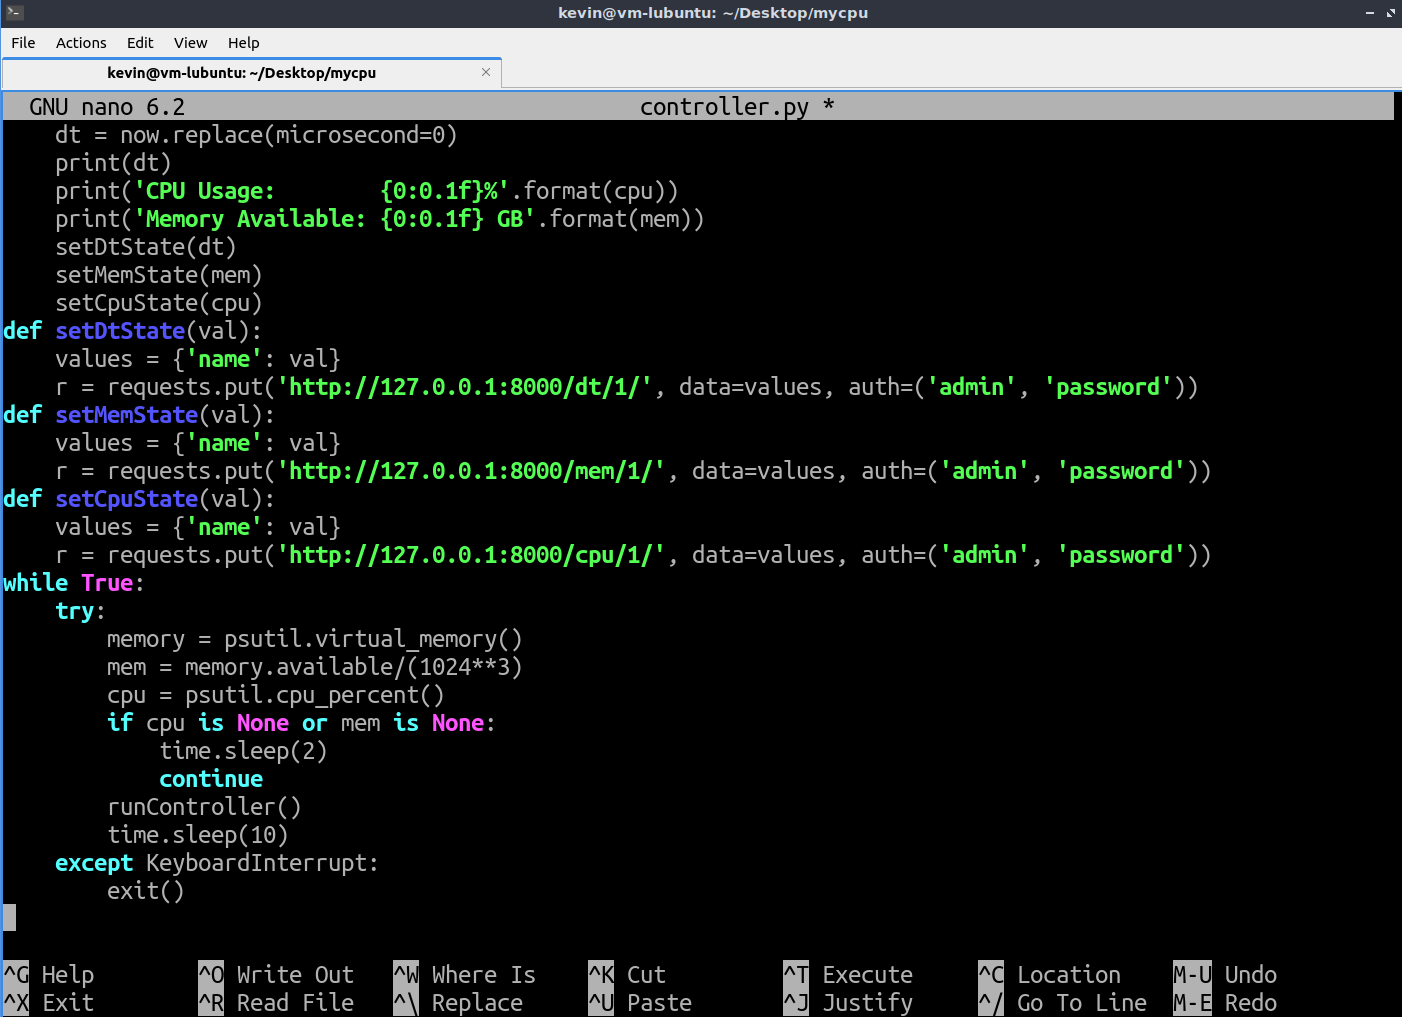 kevin@vm-lubuntu: ~/Desktop/mycpu
File Actions Edit View Help
kevin@vm-lubuntu: ~/Desktop/mycpu
GNU nano 6.2 controller.py *
    dt = now.replace(microsecond=0)
    print(dt)
    print('CPU Usage:        {0:0.1f}%'.format(cpu))
    print('Memory Available: {0:0.1f} GB'.format(mem))
    setDtState(dt)
    setMemState(mem)
    setCpuState(cpu)
def setDtState(val):
    values = {'name': val}
    r = requests.put('http://127.0.0.1:8000/dt/1/', data=values, auth=('admin', 'password'))
def setMemState(val):
    values = {'name': val}
    r = requests.put('http://127.0.0.1:8000/mem/1/', data=values, auth=('admin', 'password'))
def setCpuState(val):
    values = {'name': val}
    r = requests.put('http://127.0.0.1:8000/cpu/1/', data=values, auth=('admin', 'password'))
while True:
    try:
        memory = psutil.virtual_memory()
        mem = memory.available/(1024**3)
        cpu = psutil.cpu_percent()
        if cpu is None or mem is None:
            time.sleep(2)
            continue
        runController()
        time.sleep(10)
    except KeyboardInterrupt:
        exit()
^G Help ^O Write Out ^W Where Is ^K Cut ^T Execute ^C Location M-U Undo
^X Exit ^R Read File ^\ Replace ^U Paste ^J Justify ^/ Go To Line M-E Redo